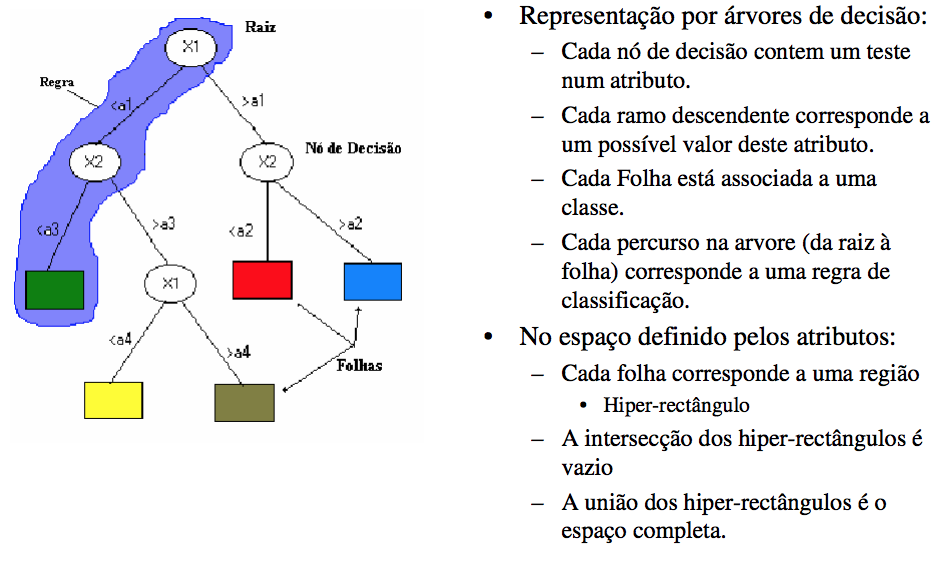 Raiz
X1
Regra
<a1
>a1
X2
X2
Nó de Decisão
<a3
>a3
<a2
>a2
X1
<a4
>a4
Folhas
• Representação por árvores de decisão:
– Cada nó de decisão contem um teste
num atributo.
– Cada ramo descendente corresponde a
um possível valor deste atributo.
– Cada Folha está associada a uma
classe.
– Cada percurso na arvore (da raiz à
folha) corresponde a uma regra de
classificação.
• No espaço definido pelos atributos:
– Cada folha corresponde a uma região
• Hiper-rectângulo
– A intersecção dos hiper-rectângulos é
vazio
– A união dos hiper-rectângulos é o
espaço completa.